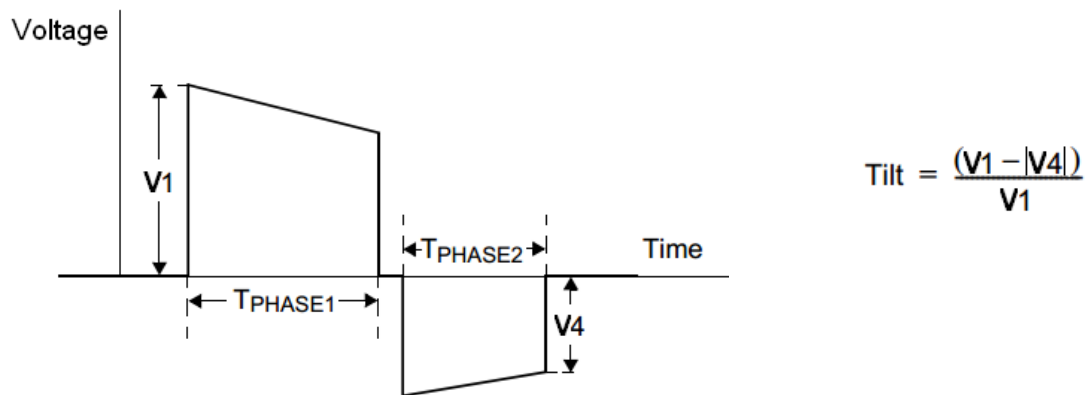 Voltage
V1
TPHASE1
TPHASE2
Time
V4
Tilt = (V1 – |V4|)
V1